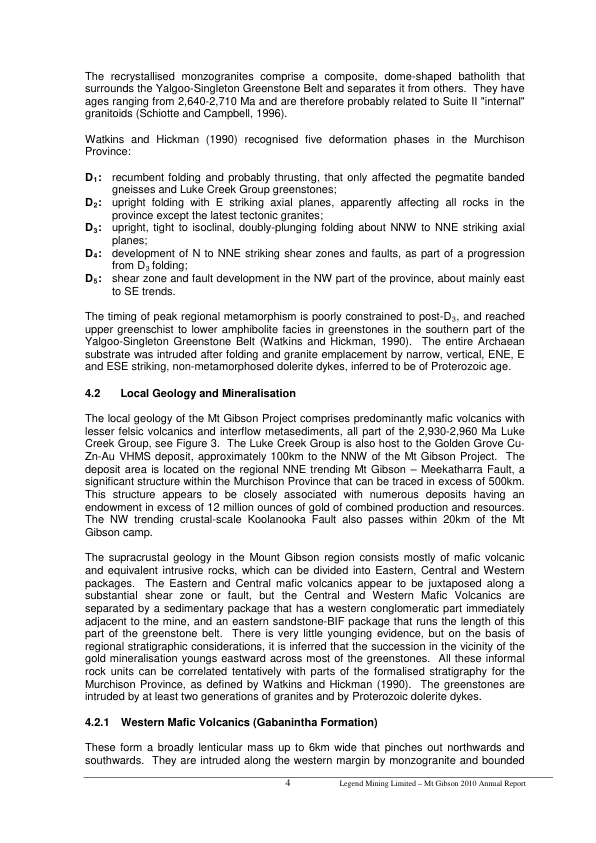 The recrystallised monzogranites comprise a composite, dome-shaped batholith that
surrounds the Yalgoo-Singleton Greenstone Belt and separates it from others. They have
ages ranging from 2,640-2,710 Ma and are therefore probably related to Suite II "internal"
granitoids (Schiotte and Campbell, 1996).
Watkins and Hickman (1990) recognised five deformation phases in the Murchison
Province:
D1: recumbent folding and probably thrusting, that only affected the pegmatite banded
gneisses and Luke Creek Group greenstones;
D2: upright folding with E striking axial planes, apparently affecting all rocks in the
province except the latest tectonic granites;
D3: upright, tight to isoclinal, doubly-plunging folding about NNW to NNE striking axial
planes;
D4: development of N to NNE striking shear zones and faults, as part of a progression
from D3 folding;
D5: shear zone and fault development in the NW part of the province, about mainly east
to SE trends.
The timing of peak regional metamorphism is poorly constrained to post-D3, and reached
upper greenschist to lower amphibolite facies in greenstones in the southern part of the
Yalgoo-Singleton Greenstone Belt (Watkins and Hickman, 1990). The entire Archaean
substrate was intruded after folding and granite emplacement by narrow, vertical, ENE, E
and ESE striking, non-metamorphosed dolerite dykes, inferred to be of Proterozoic age.
4.2 Local Geology and Mineralisation
The local geology of the Mt Gibson Project comprises predominantly mafic volcanics with
lesser felsic volcanics and interflow metasediments, all part of the 2,930-2,960 Ma Luke
Creek Group, see Figure 3. The Luke Creek Group is also host to the Golden Grove Cu-
Zn-Au VHMS deposit, approximately 100km to the NNW of the Mt Gibson Project. The
deposit area is located on the regional NNE trending Mt Gibson – Meekatharra Fault, a
significant structure within the Murchison Province that can be traced in excess of 500km.
This structure appears to be closely associated with numerous deposits having an
endowment in excess of 12 million ounces of gold of combined production and resources.
The NW trending crustal-scale Koolanooka Fault also passes within 20km of the Mt
Gibson camp.
The supracrustal geology in the Mount Gibson region consists mostly of mafic volcanic
and equivalent intrusive rocks, which can be divided into Eastern, Central and Western
packages. The Eastern and Central mafic volcanics appear to be juxtaposed along a
substantial shear zone or fault, but the Central and Western Mafic Volcanics are
separated by a sedimentary package that has a western conglomeratic part immediately
adjacent to the mine, and an eastern sandstone-BIF package that runs the length of this
part of the greenstone belt. There is very little younging evidence, but on the basis of
regional stratigraphic considerations, it is inferred that the succession in the vicinity of the
gold mineralisation youngs eastward across most of the greenstones. All these informal
rock units can be correlated tentatively with parts of the formalised stratigraphy for the
Murchison Province, as defined by Watkins and Hickman (1990). The greenstones are
intruded by at least two generations of granites and by Proterozoic dolerite dykes.
4.2.1 Western Mafic Volcanics (Gabanintha Formation)
These form a broadly lenticular mass up to 6km wide that pinches out northwards and
southwards. They are intruded along the western margin by monzogranite and bounded
4 Legend Mining Limited – Mt Gibson 2010 Annual Report